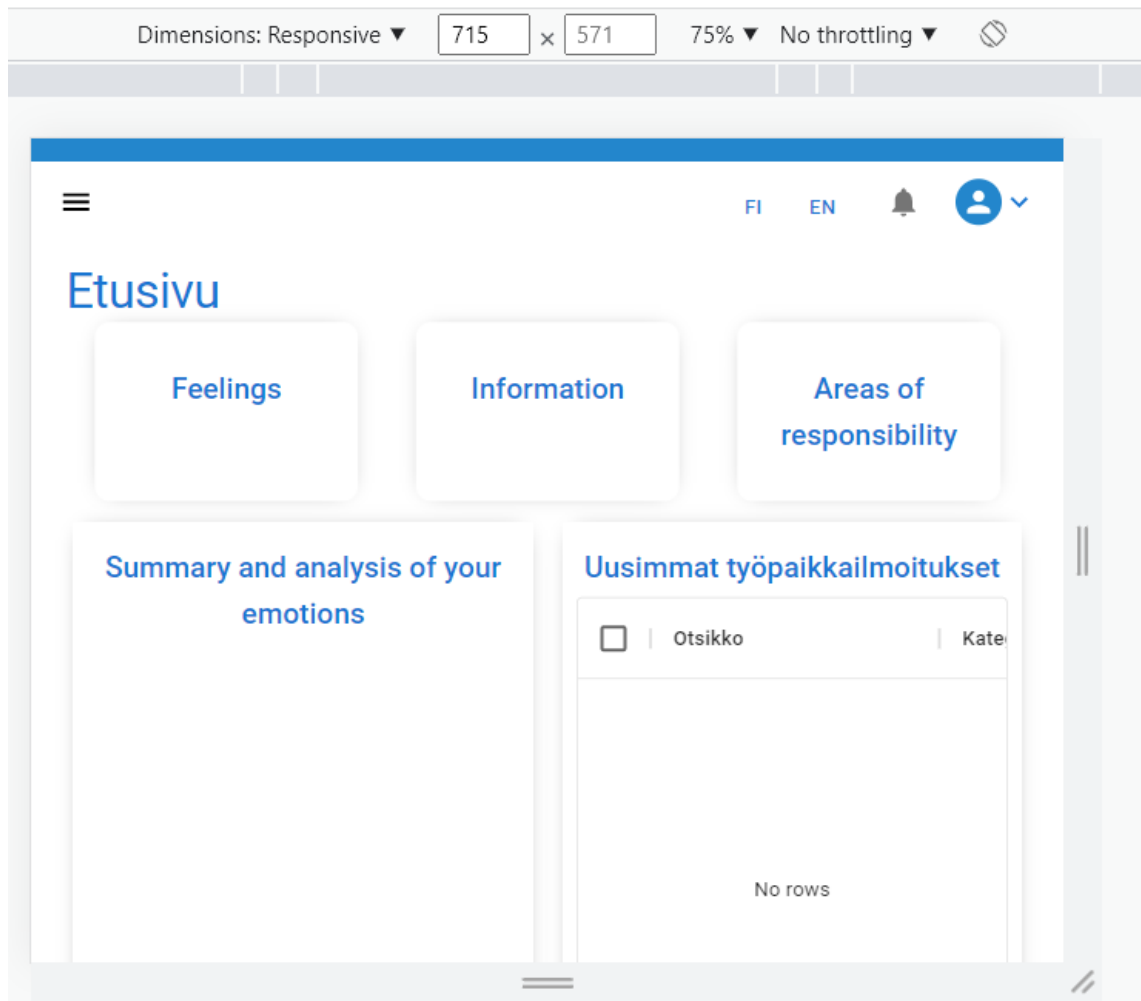 Dimensions: Responsive ▼ 715 × 571 75% ▼ No throttling ▼
FI EN
Etusivu
Feelings
Information
Areas of
responsibility
Summary and analysis of your
emotions
Uusimmat työpaikkailmoitukset
Otsikko
No rows